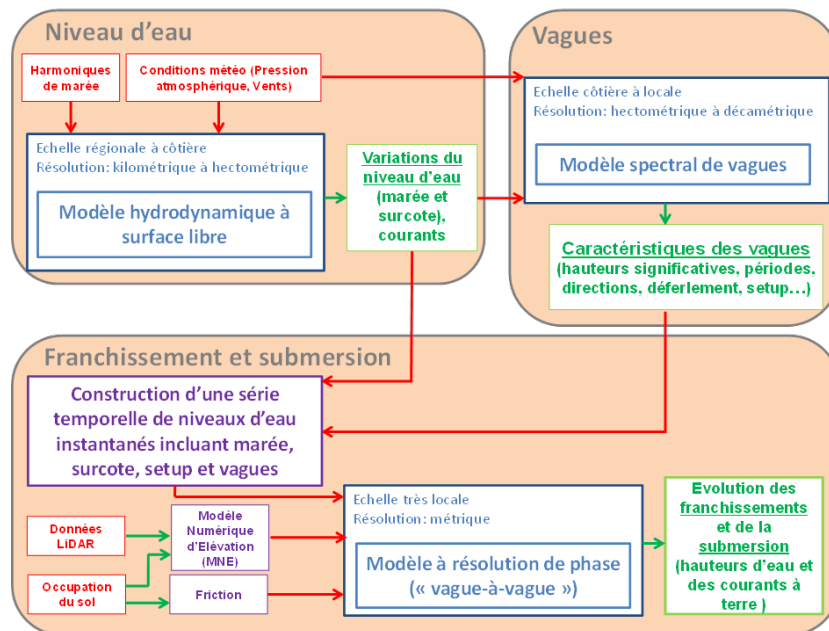 Niveau d'eau
Harmoniques
de marée
Conditions météo (Pression
atmosphérique, Vents)
Echelle régionale à côtière
Résolution: kilométrique à hectométrique
Modèle hydrodynamique à
surface libre
Variations du
niveau d'eau
(marée et
surcote),
courants
Vagues
Echelle côtière à locale
Résolution: hectométrique à décamétrique
Modèle spectral de vagues
Caractéristiques des vagues
(hauteurs significatives, périodes,
directions, déferlement, setup...)
Franchissement et submersion
Construction d'une série
temporelle de niveaux d'eau
instantanés incluant marée,
surcote, setup et vagues
Données
LiDAR
Occupation
du sol
Modèle
Numérique
d'Elévation
(MNE)
Friction
Echelle très locale
Résolution: métrique
Modèle à résolution de phase
(« vague-à-vague »)
Evolution des
franchissements
et de la
submersion
(hauteurs d'eau et
des courants à
terre )